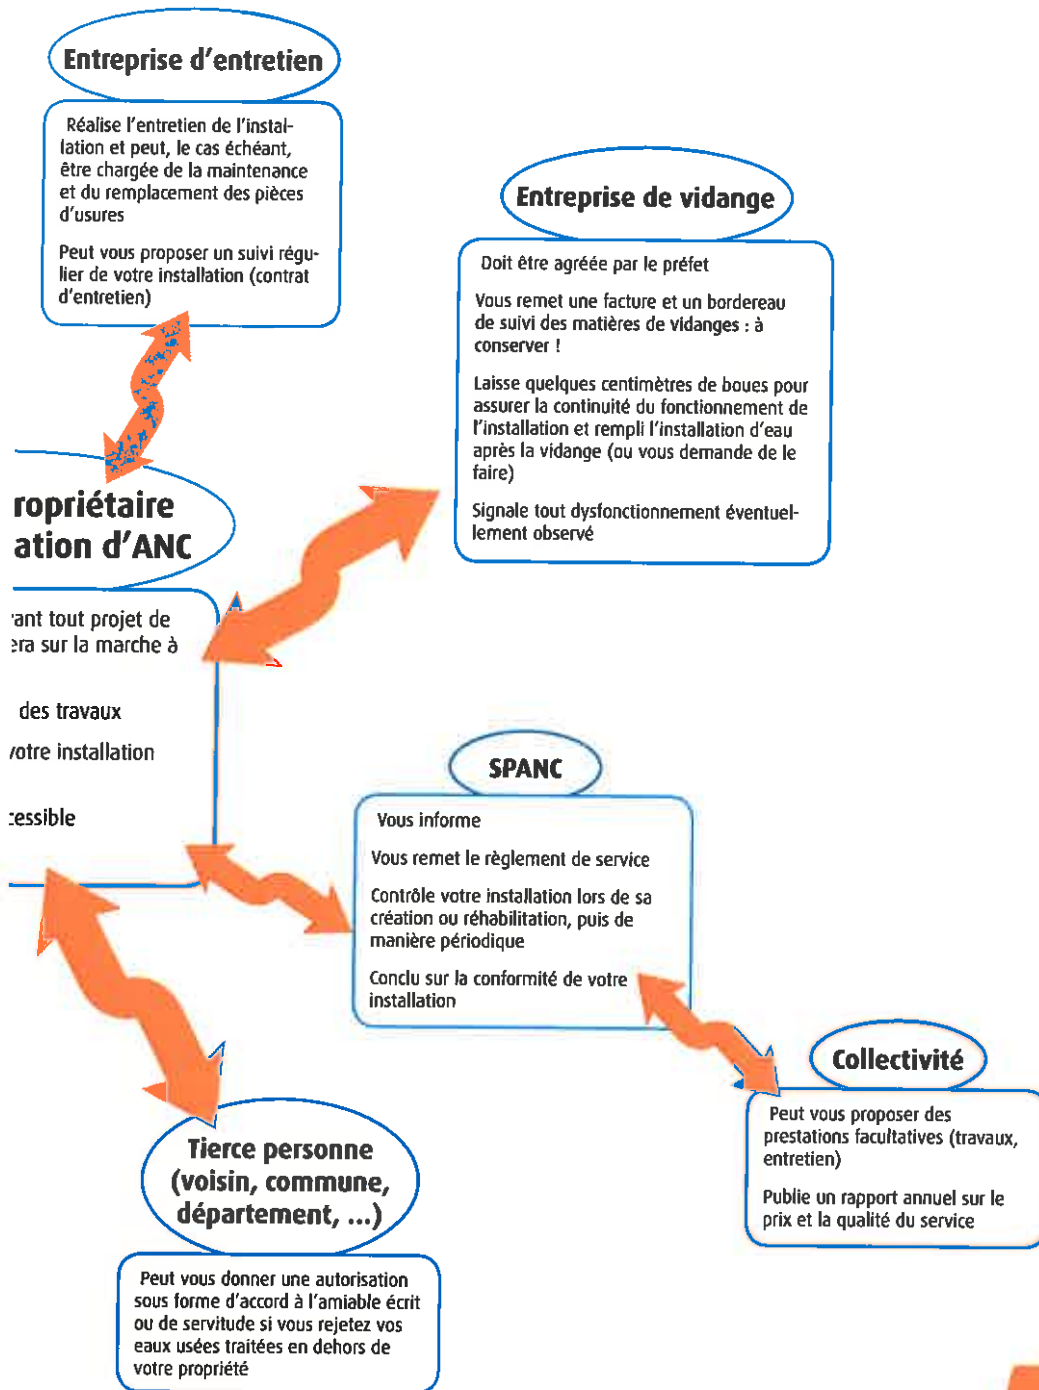 Entreprise d'entretien
Réalise l'entretien de l'instal-
lation et peut, le cas échéant,
être chargée de la maintenance
et du remplacement des pièces
d'usures
Peut vous proposer un suivi régu-
lier de votre installation (contrat
d'entretien)
Entreprise de vidange
Doit être agréée par le préfet
Vous remet une facture et un bordereau
de suivi des matières de vidanges : à
conserver !
Laisse quelques centimètres de boues pour
assurer la continuité du fonctionnement de
l'installation et rempli l'installation d'eau
après la vidange (ou vous demande de le
faire)
Signale tout dysfonctionnement éventuel-
lement observé
ropriétaire
ation d'ANC
ant tout projet de
era sur la marche à
des travaux
votre installation
cessible
SPANC
Vous informe
Vous remet le règlement de service
Contrôle votre installation lors de sa
création ou réhabilitation, puis de
manière périodique
Conclu sur la conformité de votre
installation
Collectivité
Peut vous proposer des
prestations facultatives (travaux,
entretien)
Publie un rapport annuel sur le
prix et la qualité du service
Tierce personne
(voisin, commune,
département, ...)
Peut vous donner une autorisation
sous forme d'accord à l'amiable écrit
ou de servitude si vous rejetez vos
eaux usées traitées en dehors de
votre propriété